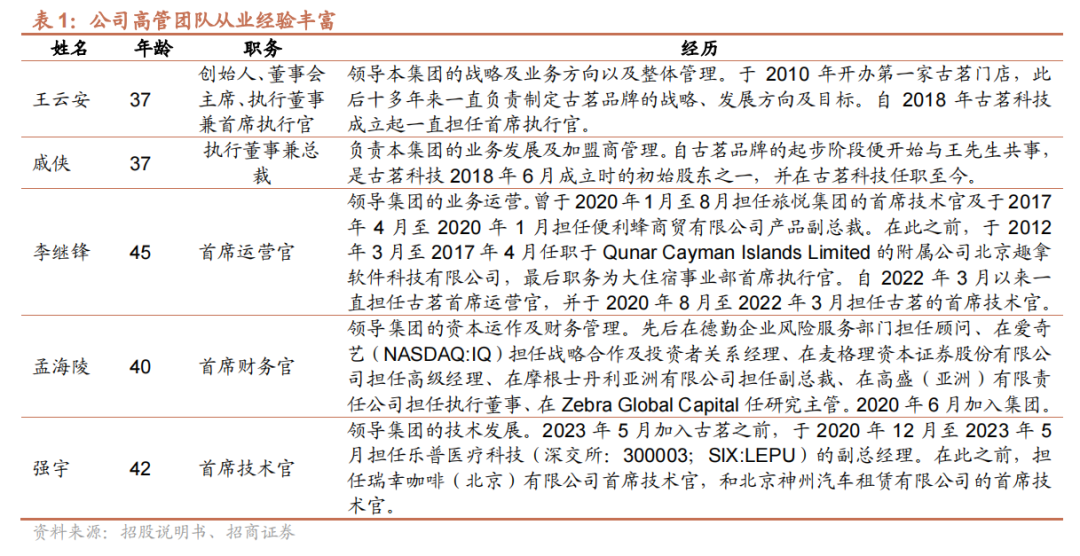 表 1：公司高管团队从业经验丰富
姓名 年龄 职务 经历
王云安 37 创始人、董事会主席、执行董事兼首席执行官 领导本集团的战略及业务方向以及整体管理。于 2010 年开办第一家古茗门店，此
后十多年来一直负责制定古茗品牌的战略、发展方向及目标。自 2018 年古茗科技
成立起一直担任首席执行官。
戚侠 37 执行董事兼总裁 负责本集团的业务发展及加盟商管理。自古茗品牌的起步阶段便开始与王先生共事，
是古茗科技 2018 年 6 月成立时的初始股东之一，并在古茗科技任职至今。
李继锋 45 首席运营官 领导集团的业务运营。曾于 2020 年 1 月至 8 月担任旅悦集团的首席技术官及于 2017
年 4 月至 2020 年 1 月担任便利蜂商贸有限公司产品副总裁。在此之前，于 2012
年 3 月至 2017 年 4 月任职于 Qunar Cayman Islands Limited 的附属公司北京趣拿
软件科技有限公司，最后职务为大住宿事业部首席执行官。自 2022 年 3 月以来一
直担任古茗首席运营官，并于 2020 年 8 月至 2022 年 3 月担任古茗的首席技术官。
孟海陵 40 首席财务官 领导集团的资本运作及财务管理。先后在德勤企业风险服务部门担任顾问、在爱奇
艺（NASDAQ:IQ）担任战略合作及投资者关系经理、在麦格理资本证券股份有限公
司担任高级经理、在摩根士丹利亚洲有限公司担任副总裁、在高盛（亚洲）有限责
任公司担任执行董事、在 Zebra Global Capital 任研究主管。2020 年 6 月加入集团。
强宇 42 首席技术官 领导集团的技术发展。2023 年 5 月加入古茗之前，于 2020 年 12 月至 2023 年 5
月担任乐普医疗科技（深交所：300003；SIX:LEPU）的副总经理。在此之前，担
任瑞幸咖啡（北京）有限公司首席技术官，和北京神州汽车租赁有限公司的首席技
术官。
资料来源：招股说明书、招商证券